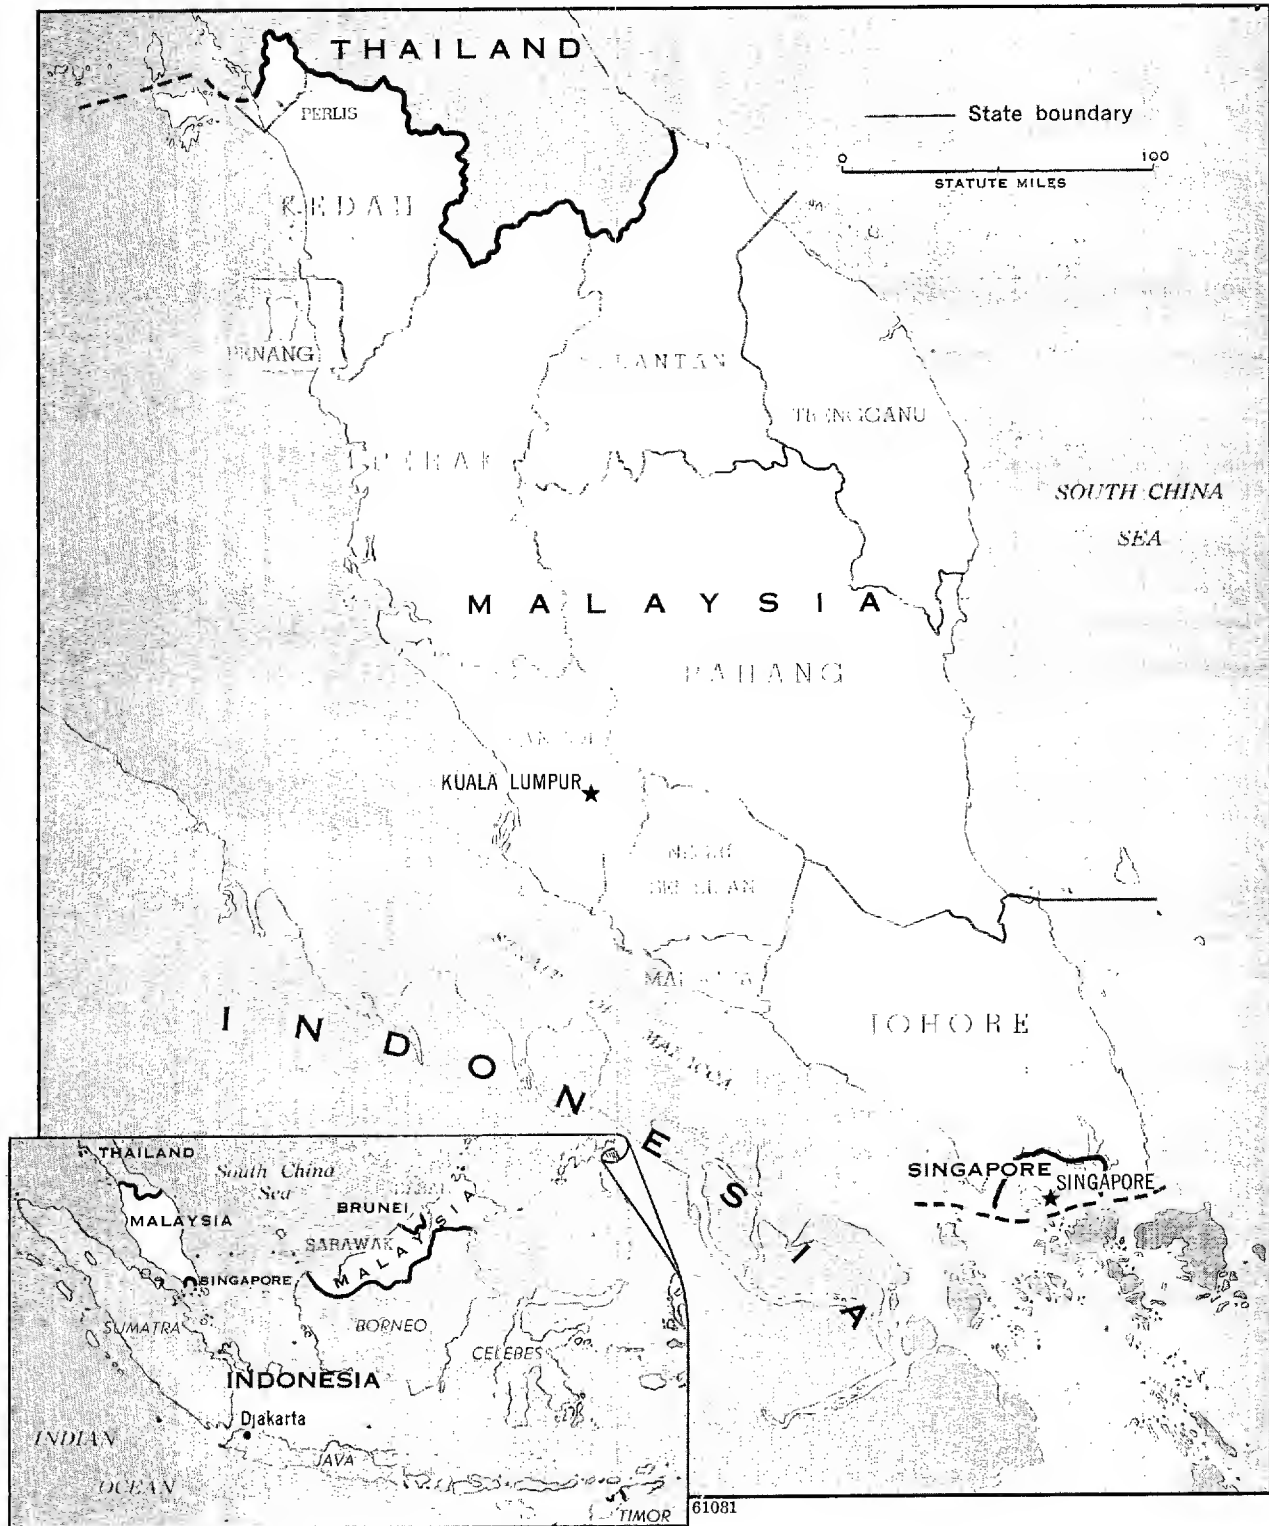 THAILAND
PERLIS
State boundary
0 100
STATUTE MILES
KEDAH
PENANG
SOUTH CHINA
SEA
MALAYSIA
PAHANG
KUALA LUMPUR
JOHORE
INDONESIA
SINGAPORE
SINGAPORE
THAILAND
South China
Sea
MALAYSIA
BRUNEI
SARAWAK
MALAYSIA
SINGAPORE
SUMATRA
BORNEO
CELEBES
INDONESIA
Djakarta
INDIAN
OCEAN
JAVA
TIMOR
61081